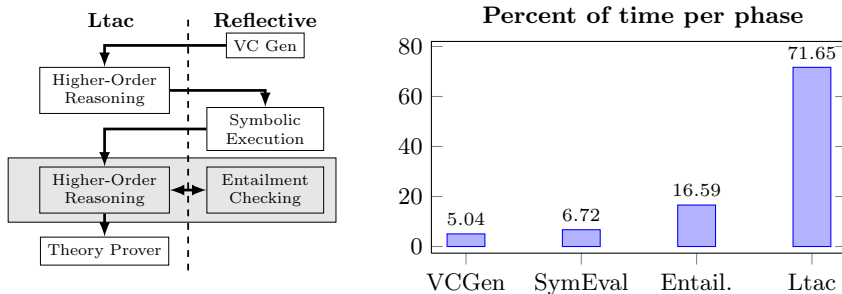 Ltac
Reflective
VC Gen
Higher-Order
Reasoning
Symbolic
Execution
Higher-Order
Reasoning
Entailment
Checking
Theory Prover
Percent of time per phase
80
60
40
20
0
5.04
6.72
16.59
71.65
VCGen
SymEval
Entail.
Ltac